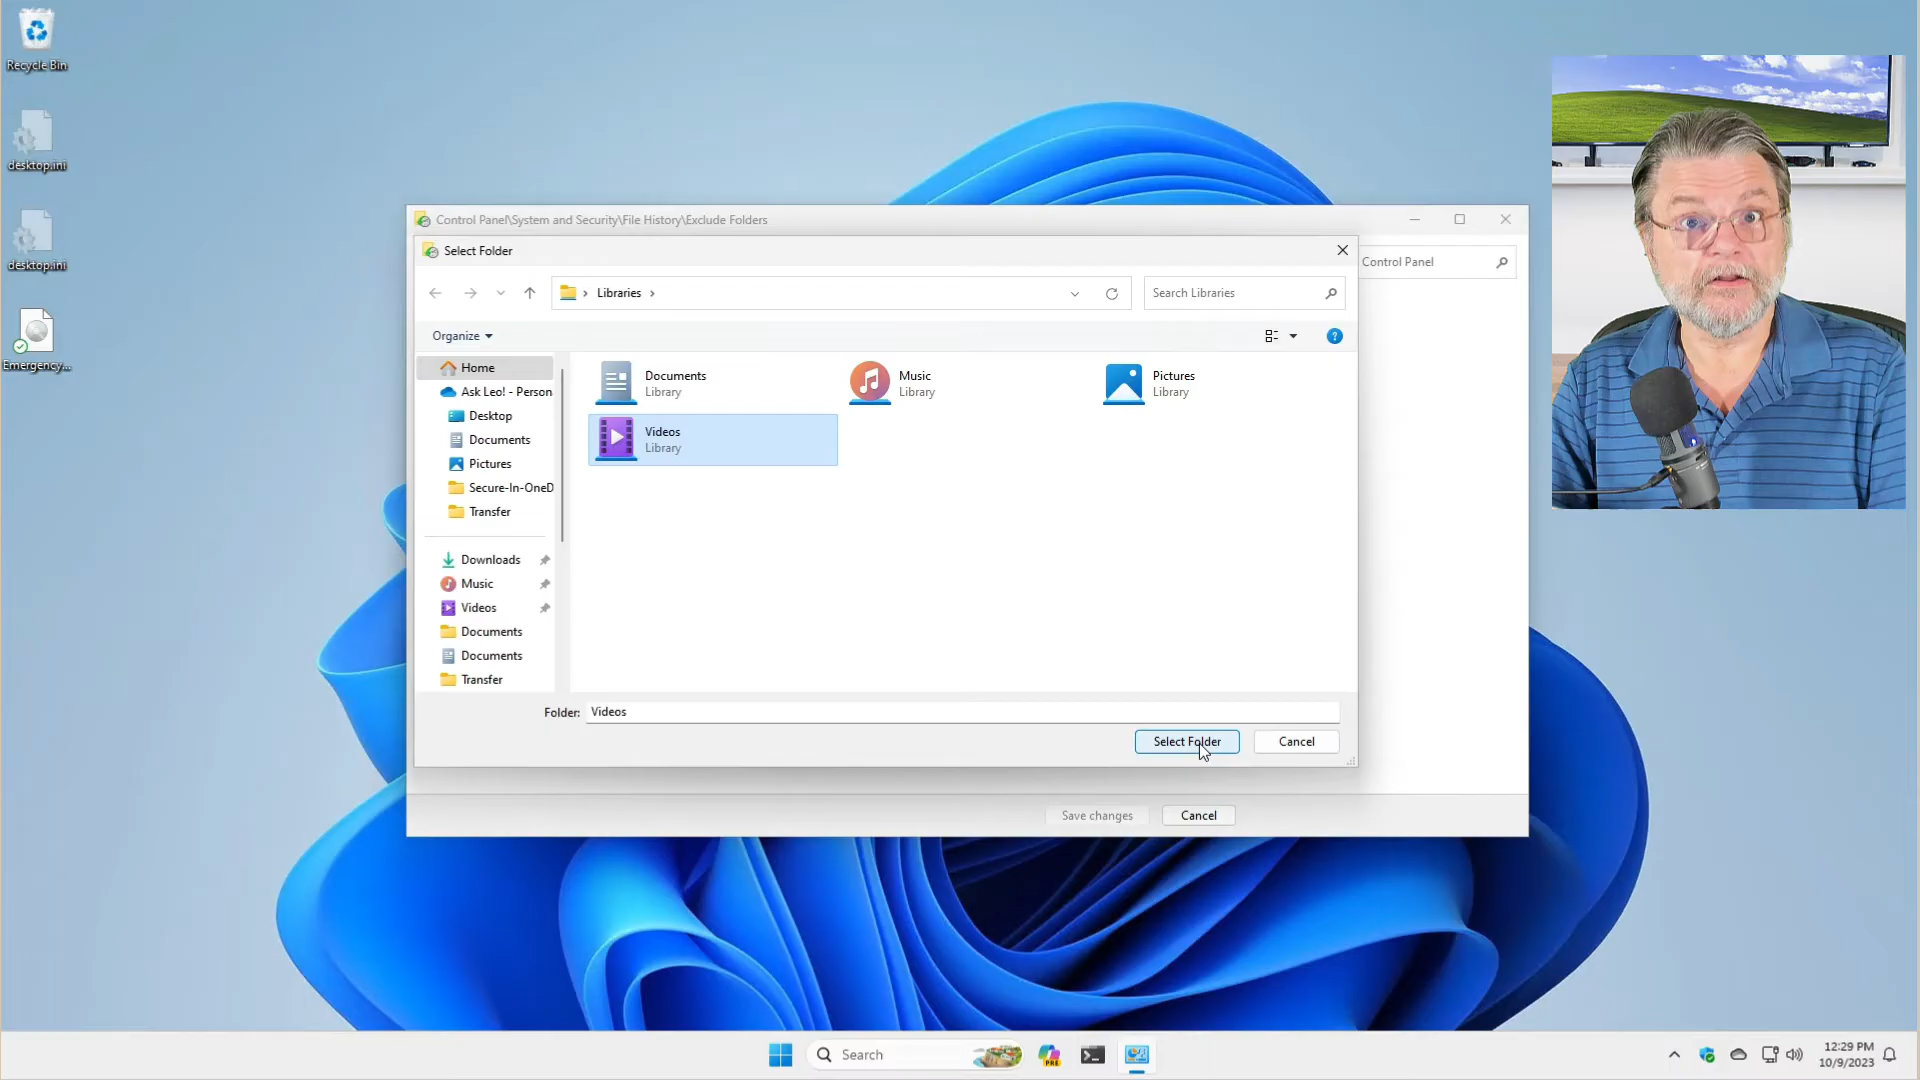 Recycle Bin
desktop.ini
desktop.ini
Emergency...
Control Panel\System and Security\File History\Exclude Folders
Control Panel
Select Folder
Libraries
Search Libraries
Organize
Home
Ask Leo! - Person
Desktop
Documents
Pictures
Secure-In-OneD
Transfer
Downloads
Music
Videos
Documents
Documents
Transfer
Documents
Library
Music
Library
Pictures
Library
Videos
Library
Folder: Videos
Select Folder
Cancel
Save changes
Cancel
Search
PRE
12:29 PM
10/9/2023